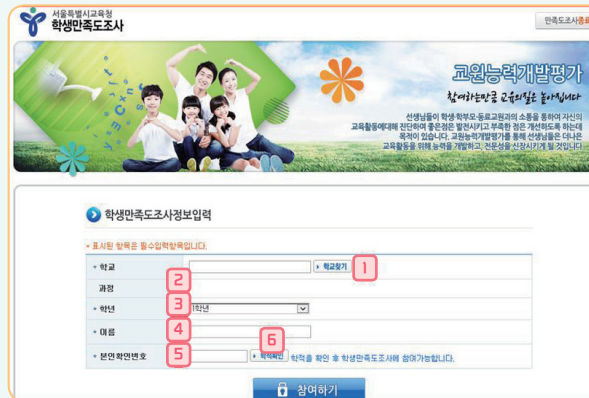 서울특별시교육청
학생만족도조사
만족도조사종료
교원능력개발평가
참여하는만큼 교육의질은 높아집니다
선생님들이 학생·학부모·동료교원과의 소통을 통하여 자신의
교육활동에대해 진단하여 좋은점은 발전시키고 부족한 점은 개선하도록 하는데
목적이 있습니다. 교원능력개발평가를 통해 선생님들은 더나은
교육활동을 위해 능력을 개발하고, 전문성을 신장시키게 될 것입니다
학생만족도조사정보입력
* 표시된 항목은 필수입력항목입니다.
* 학교 학교찾기 1
과정 2
* 학년 3 1학년
* 이름 4
* 본인확인번호 5 학적확인 6 학적을 확인 후 학생만족도조사에 참여가능합니다.
참여하기